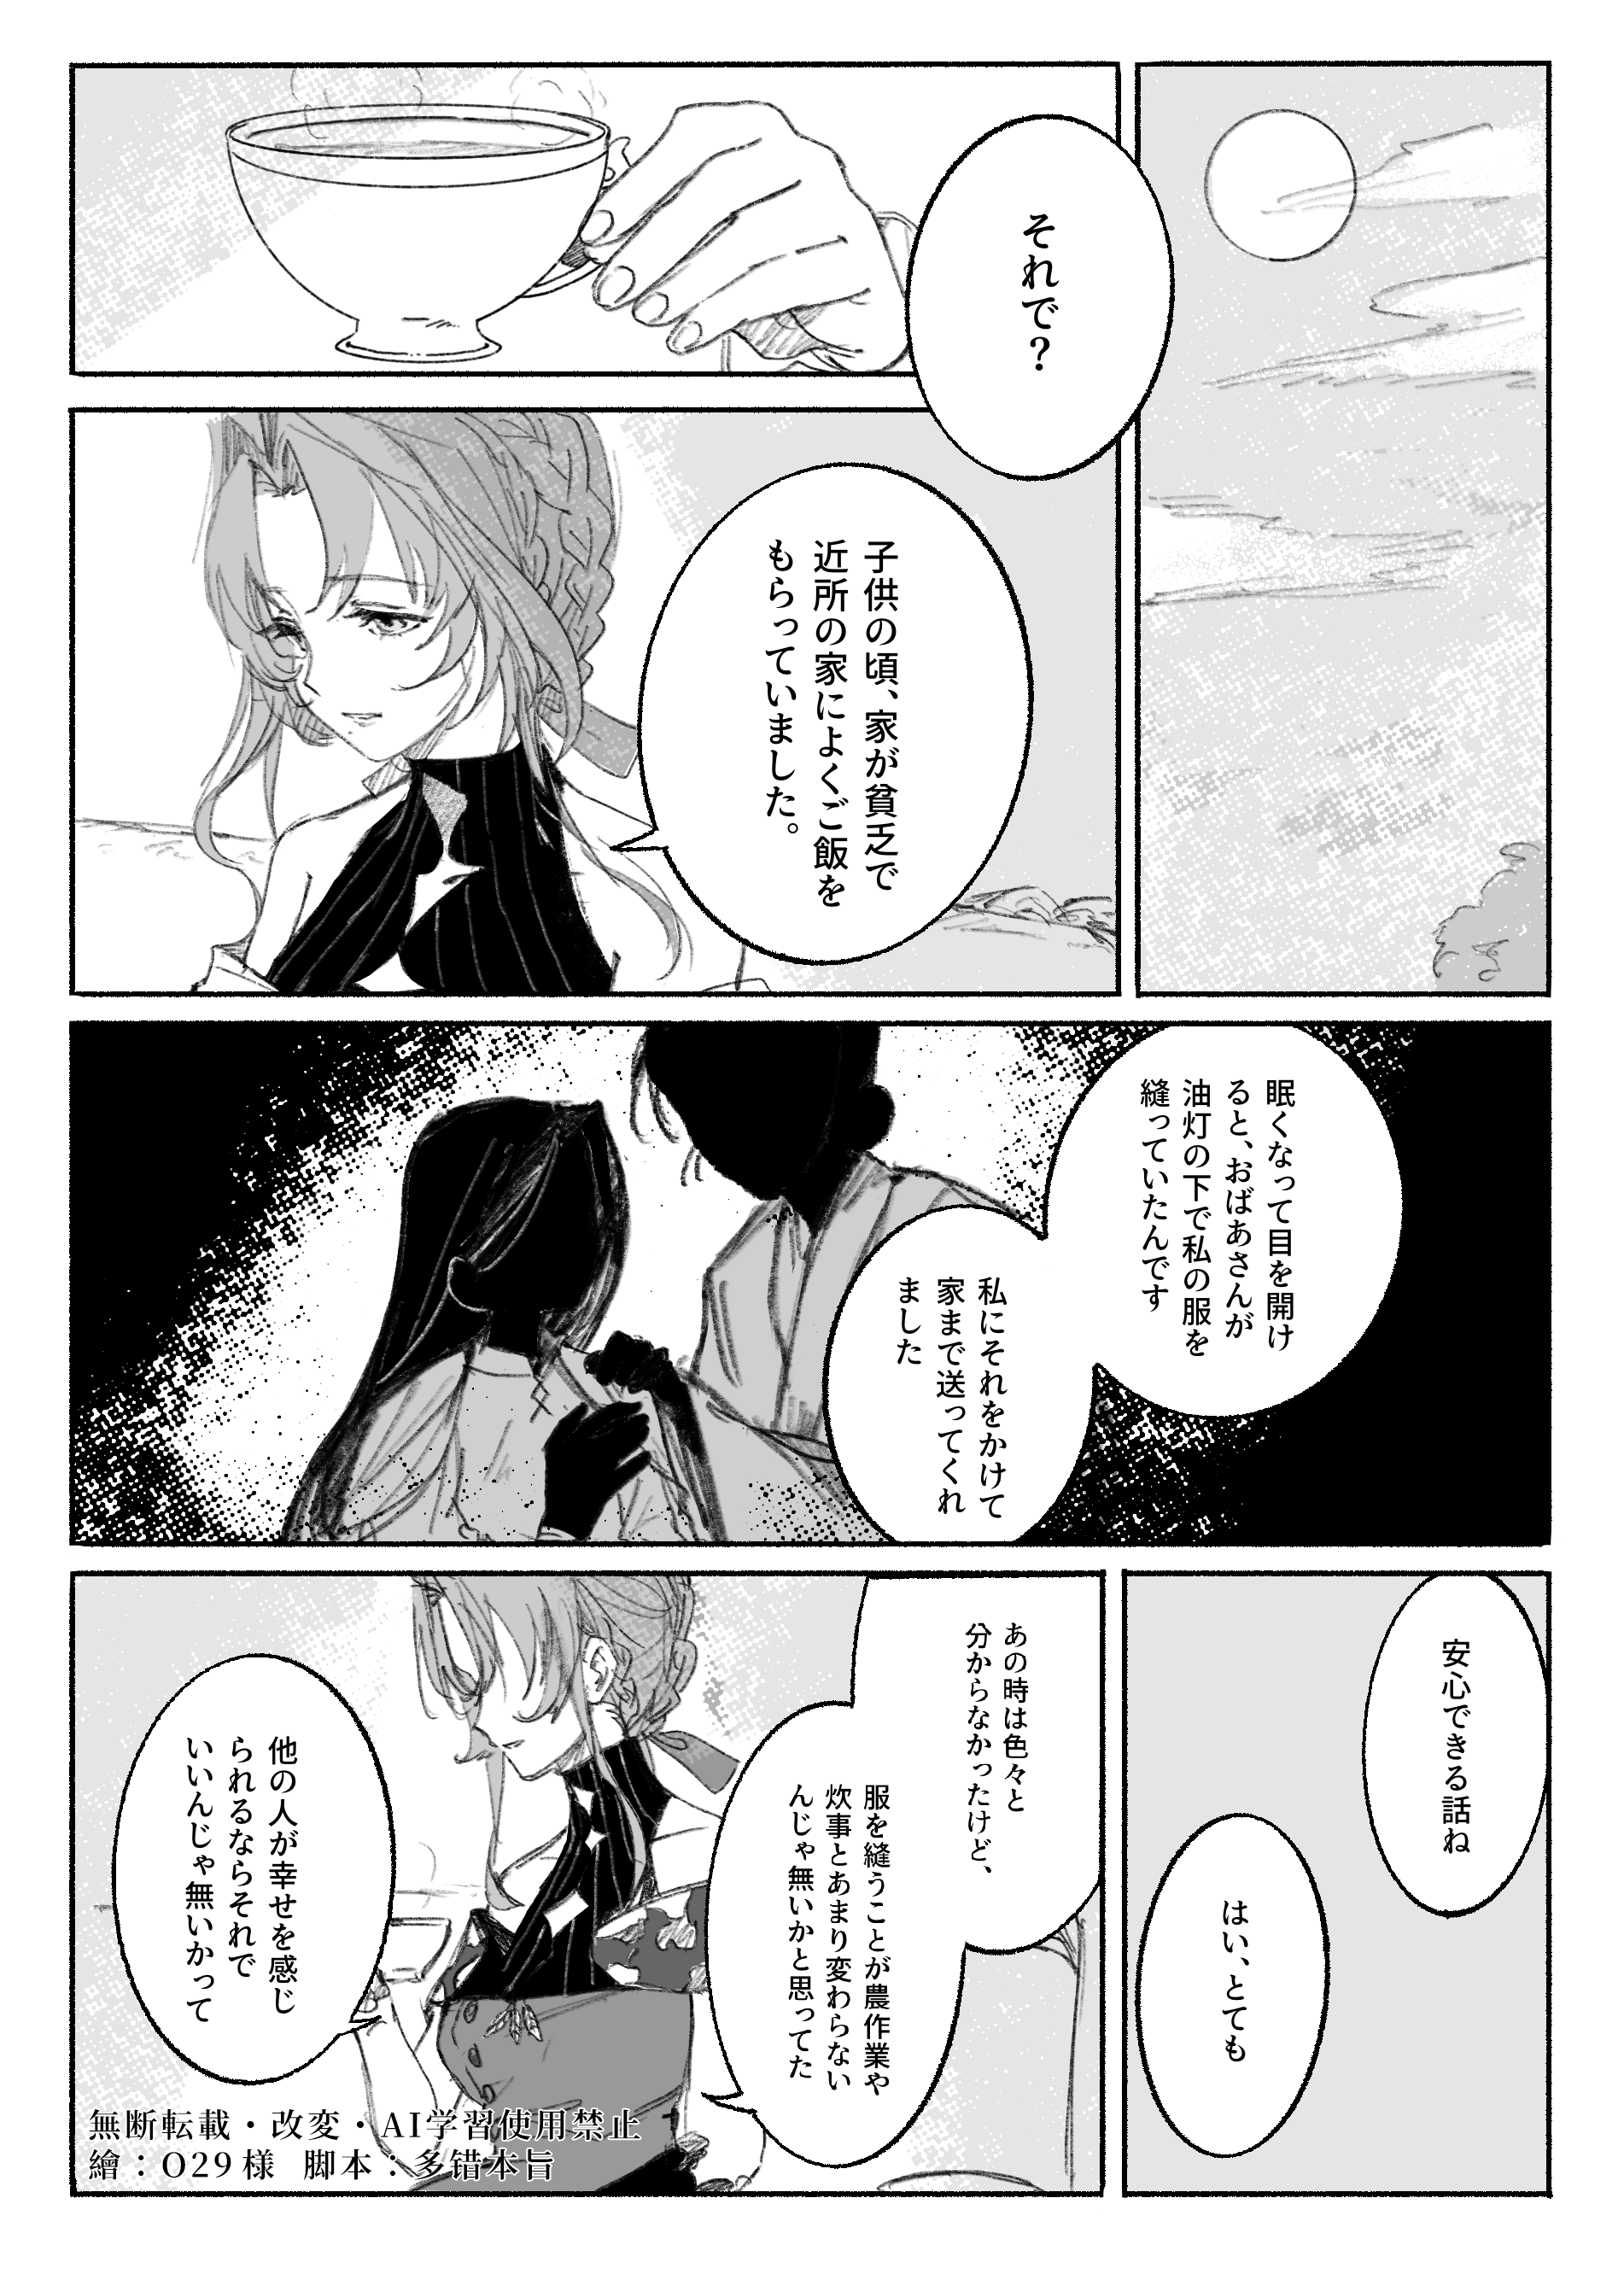 それで？
子供の頃、家が貧乏で
近所の家によくご飯を
もらっていました。
眠くなって目を開け
ると、おばあさんが
油灯の下で私の服を
縫っていたんです
私にそれをかけて
家まで送ってくれ
ました
安心できる話ね
はい、とても
あの時は色々と
分からなかったけど、
服を縫うことが農作業や
炊事とあまり変わらない
んじゃ無いかと思ってた
他の人が幸せを感じ
られるならそれで
いいんじゃ無いかって
無断転載・改変・AI学習使用禁止
繪：O29様 脚本：多错本旨